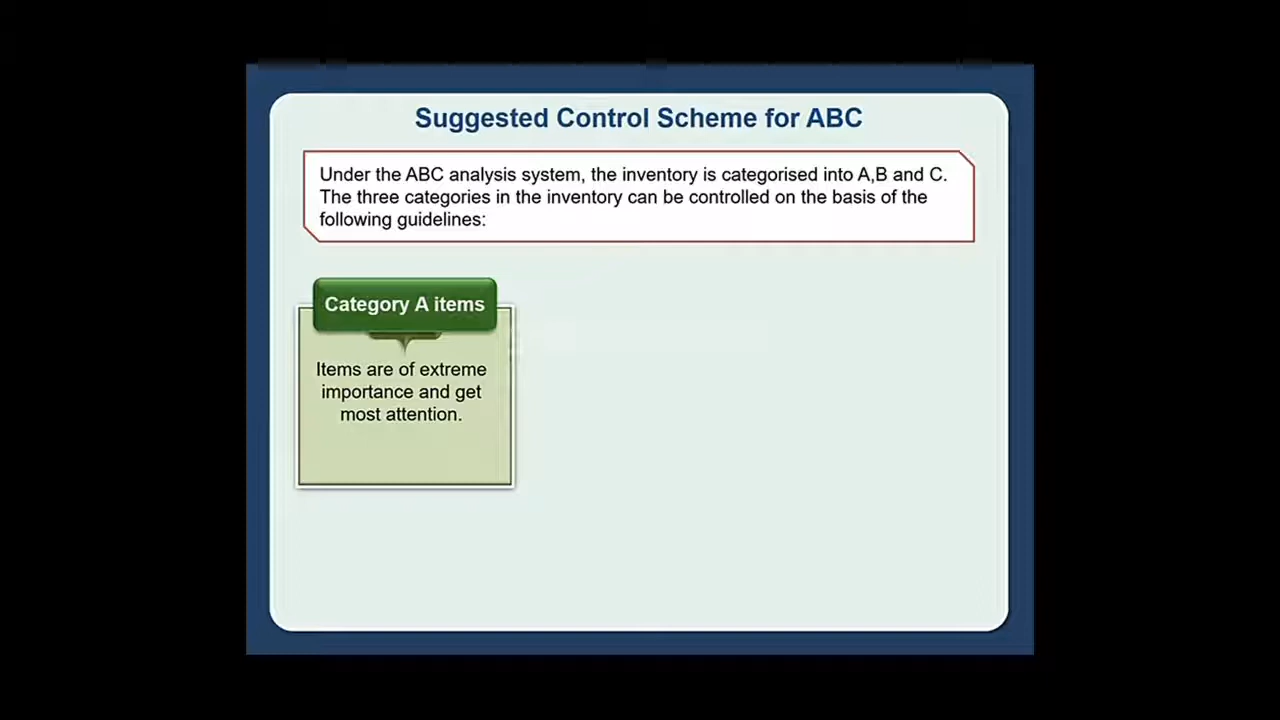 Suggested Control Scheme for ABC
Under the ABC analysis system, the inventory is categorised into A,B and C.
The three categories in the inventory can be controlled on the basis of the
following guidelines:
Category A items
Items are of extreme
importance and get
most attention.